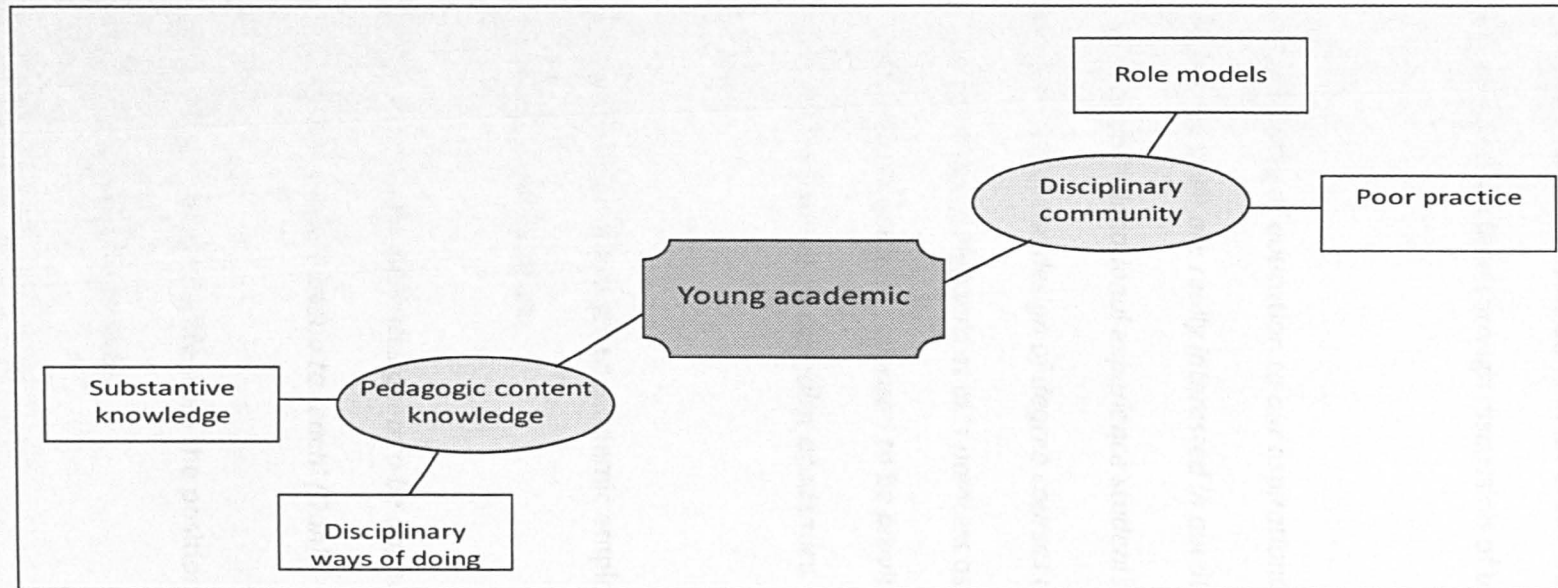 Role models
Disciplinary
community
Poor practice
Young academic
Pedagogic content
knowledge
Substantive
knowledge
Disciplinary
ways of doing